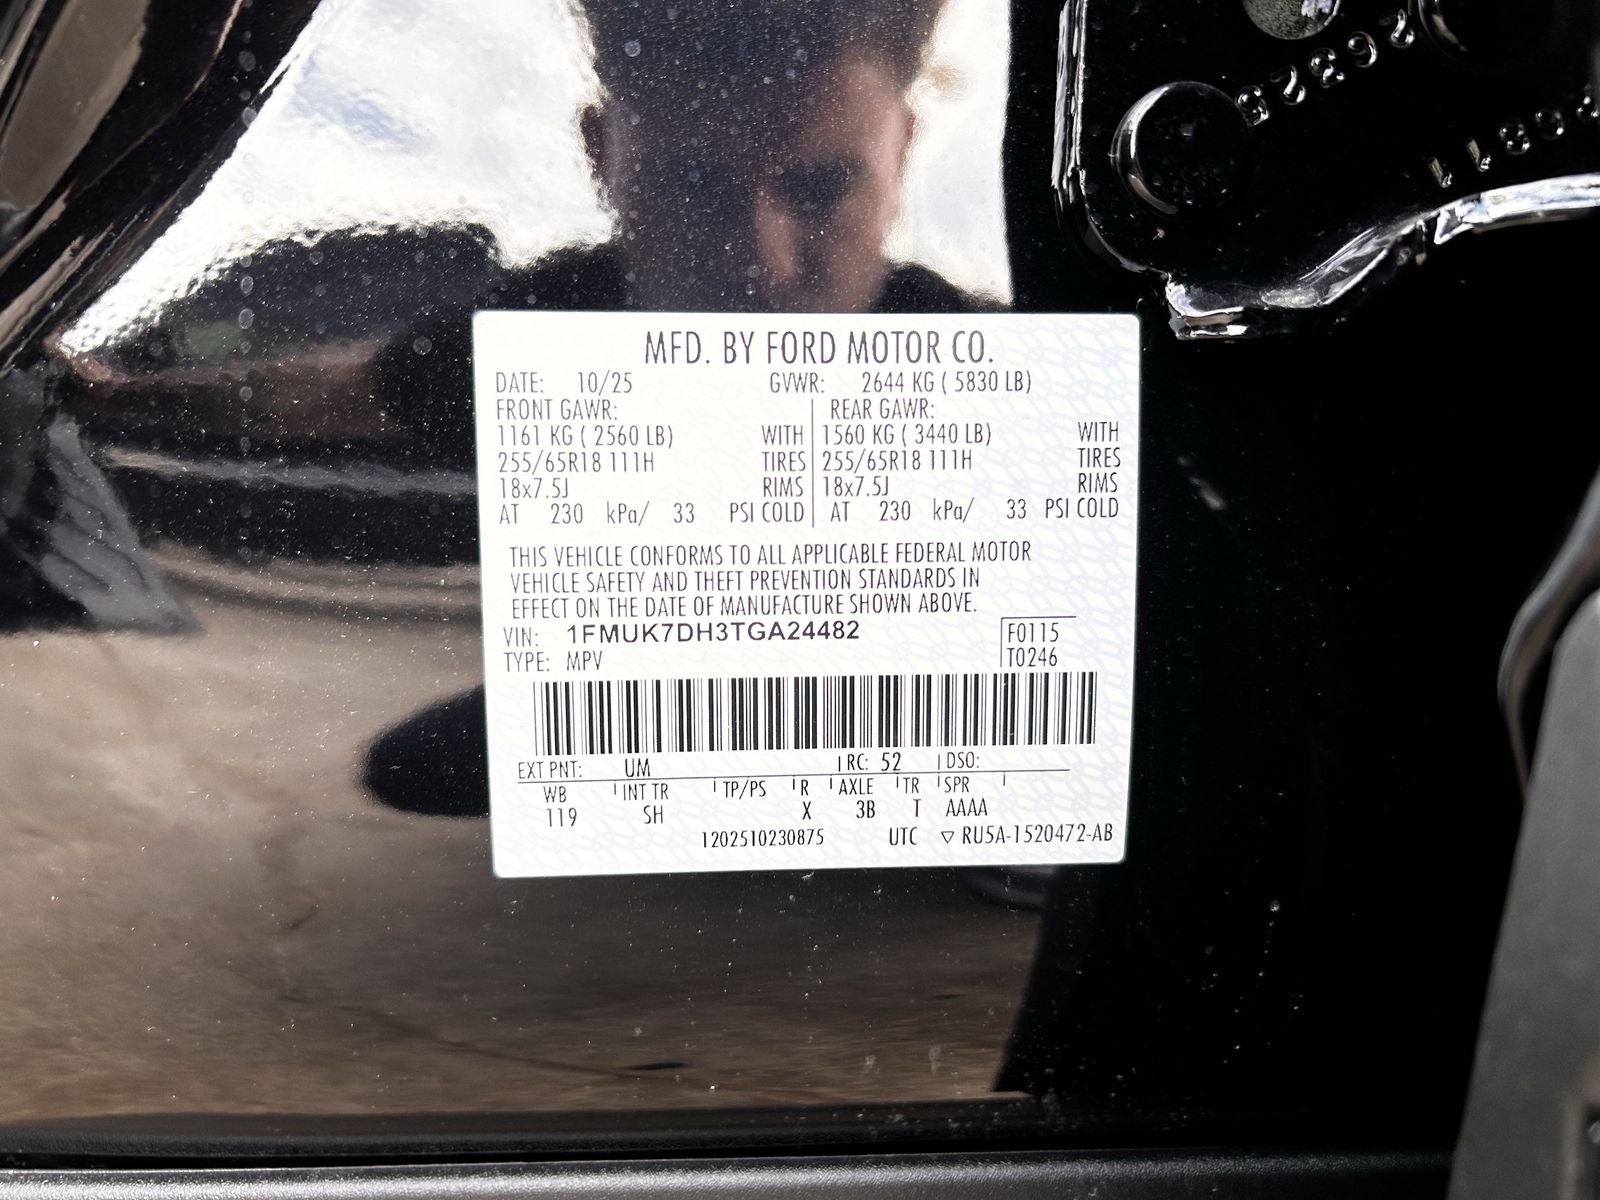 MFD. BY FORD MOTOR CO.
DATE: 10/25 GVWR: 2644 KG ( 5830 LB)
FRONT GAWR: REAR GAWR:
1161 KG ( 2560 LB) WITH 1560 KG ( 3440 LB) WITH
255/65R18 111H TIRES 255/65R18 111H TIRES
18x7.5J RIMS 18x7.5J RIMS
AT 230 kPa/ 33 PSI COLD AT 230 kPa/ 33 PSI COLD
THIS VEHICLE CONFORMS TO ALL APPLICABLE FEDERAL MOTOR
VEHICLE SAFETY AND THEFT PREVENTION STANDARDS IN
EFFECT ON THE DATE OF MANUFACTURE SHOWN ABOVE.
VIN: 1FMUK7DH3TGA24482 F0115
TYPE: MPV T0246
EXT PNT: UM RC: 52 DSO:
WB INT TR TP/PS R AXLE TR SPR
119 SH X 3B T AAAA
1202510230875 UTC ▽ RU5A-1520472-AB